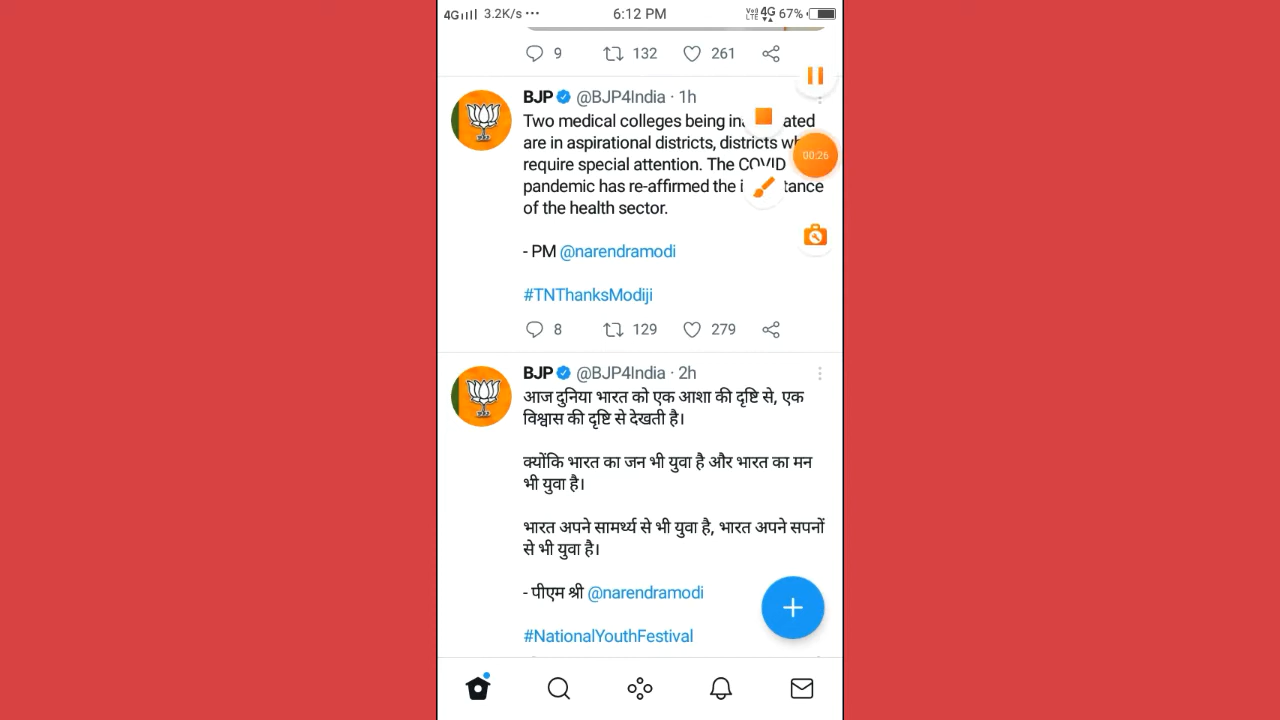 4G 3.2K/s ··· 6:12 PM VoD LTE 4G 67%
9 132 261
BJP @BJP4India · 1h
Two medical colleges being
are in aspirational districts, districts
require special attention. The COVID
pandemic has re-affirmed the
of the health sector.
- PM @narendramodi
#TNThanksModiji
8 129 279
00:26
BJP @BJP4India · 2h
आज दुनिया भारत को एक आशा की दृष्टि से, एक
विश्वास की दृष्टि से देखती है।
क्योंकि भारत का जन भी युवा है और भारत का मन
भी युवा है।
भारत अपने सामर्थ्य से भी युवा है, भारत अपने सपनों
से भी युवा है।
- पीएम श्री @narendramodi
#NationalYouthFestival